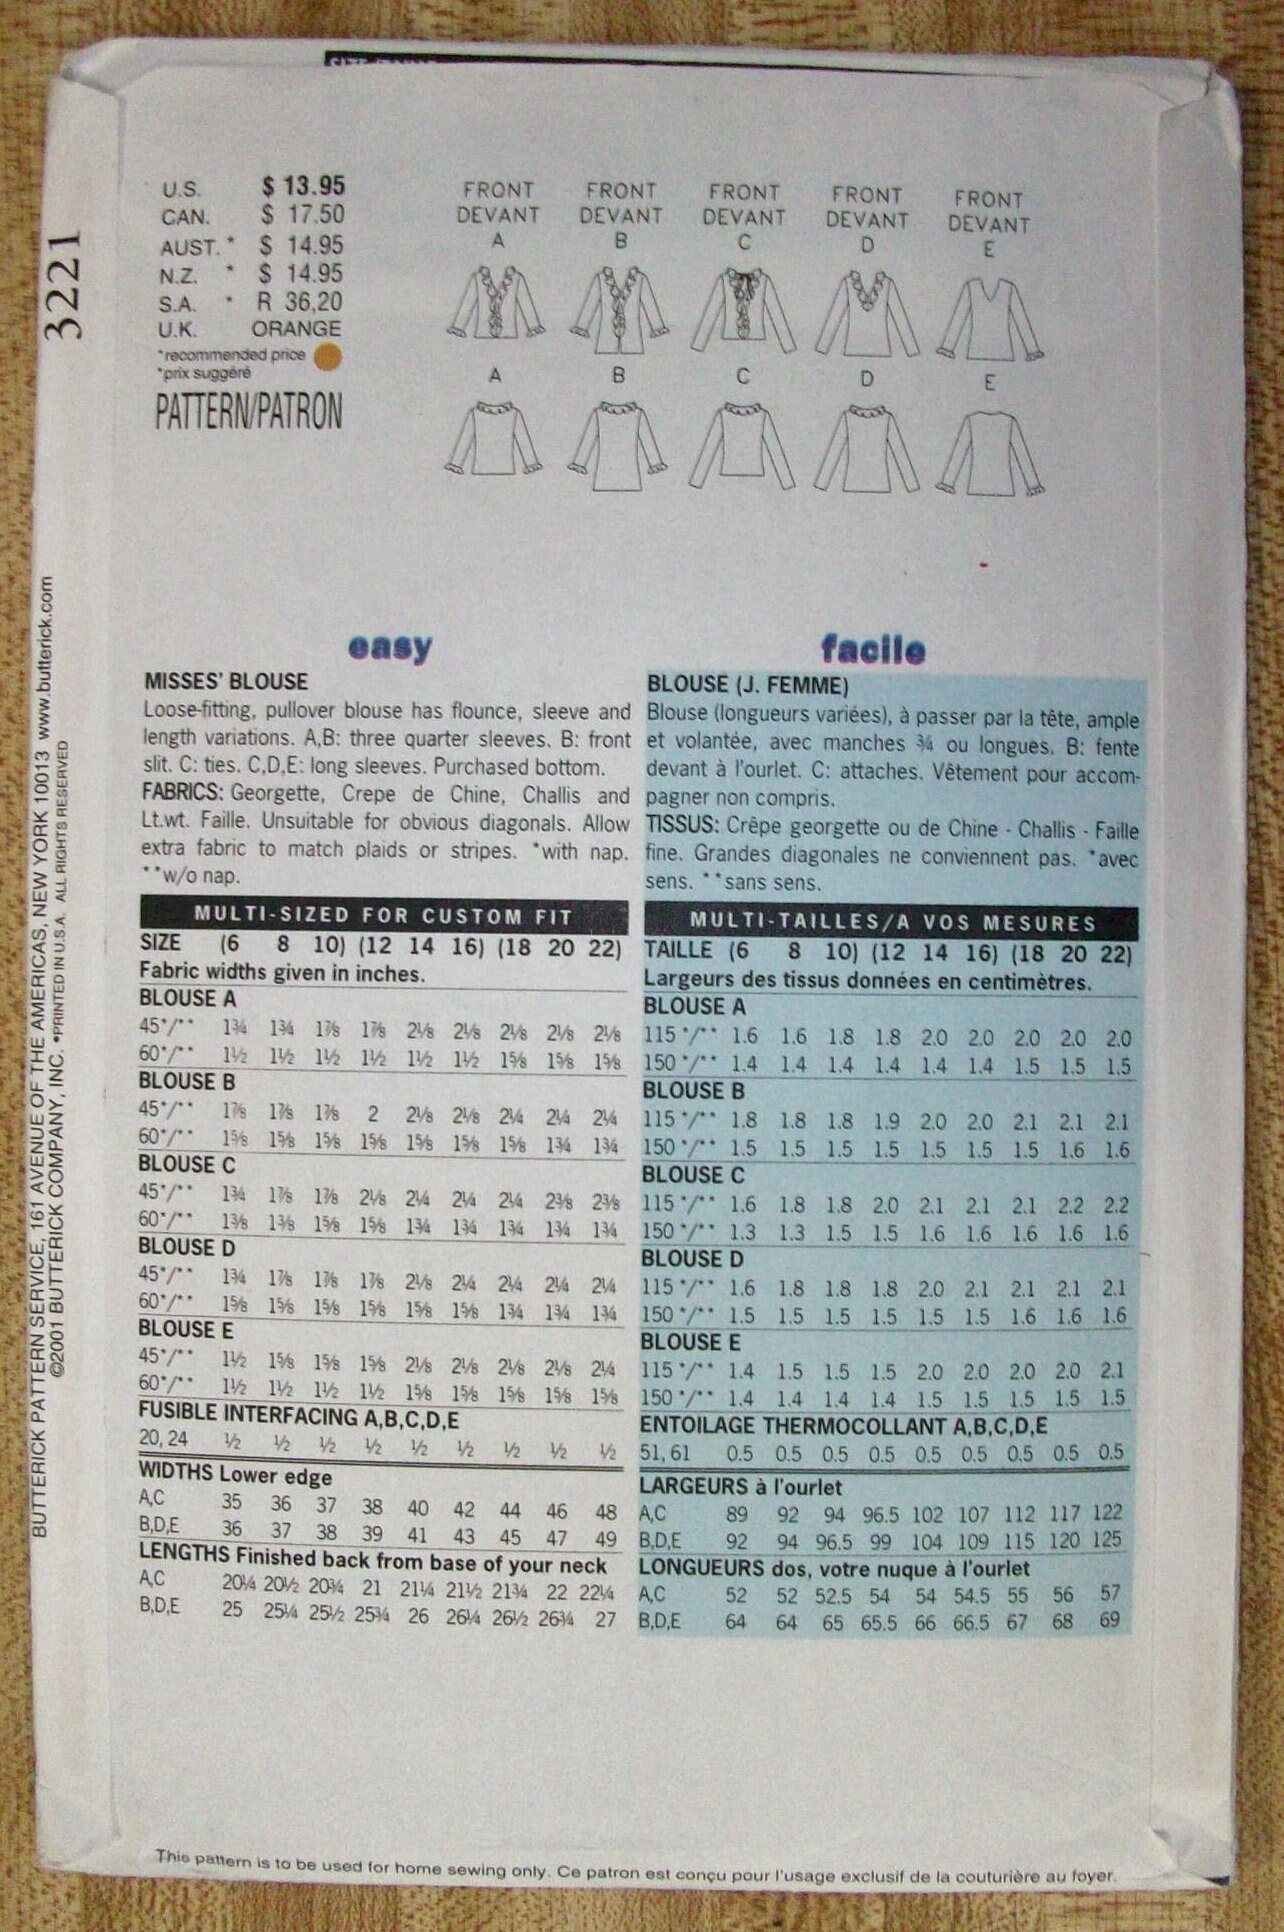 3221
U.S. $ 13.95
CAN. $ 17.50
AUST.* $ 14.95
N.Z. * $ 14.95
S.A. * R 36,20
U.K. ORANGE
*recommended price
*prix suggéré
PATTERN/PATRON
FRONT FRONT FRONT FRONT FRONT
DEVANT DEVANT DEVANT DEVANT DEVANT
A B C D E
A B C D E
easy
MISSES' BLOUSE
Loose-fitting, pullover blouse has flounce, sleeve and
length variations. A,B: three quarter sleeves. B: front
slit. C: ties. C,D,E: long sleeves. Purchased bottom.
FABRICS: Georgette, Crepe de Chine, Challis and
Lt.wt. Faille. Unsuitable for obvious diagonals. Allow
extra fabric to match plaids or stripes. *with nap.
**w/o nap.
MULTI-SIZED FOR CUSTOM FIT
SIZE (6 8 10) (12 14 16) (18 20 22)
Fabric widths given in inches.
BLOUSE A
45*/** 1¾ 1¾ 1⅞ 1⅞ 2⅛ 2⅛ 2⅛ 2⅛ 2⅛
60*/** 1½ 1½ 1½ 1½ 1½ 1½ 1⅝ 1⅝ 1⅝
BLOUSE B
45*/** 1⅞ 1⅞ 1⅞ 2 2⅛ 2⅛ 2¼ 2¼ 2¼
60*/** 1⅝ 1⅝ 1⅝ 1⅝ 1⅝ 1⅝ 1⅝ 1¾ 1¾
BLOUSE C
45*/** 1¾ 1⅞ 1⅞ 2⅛ 2¼ 2¼ 2¼ 2⅜ 2⅜
60*/** 1⅜ 1⅜ 1⅝ 1⅝ 1¾ 1¾ 1¾ 1¾ 1¾
BLOUSE D
45*/** 1¾ 1⅞ 1⅞ 1⅞ 2⅛ 2¼ 2¼ 2¼ 2¼
60*/** 1⅝ 1⅝ 1⅝ 1⅝ 1⅝ 1⅝ 1¾ 1¾ 1¾
BLOUSE E
45*/** 1½ 1⅝ 1⅝ 1⅝ 2⅛ 2⅛ 2⅛ 2⅛ 2¼
60*/** 1½ 1½ 1½ 1½ 1⅝ 1⅝ 1⅝ 1⅝ 1⅝
FUSIBLE INTERFACING A,B,C,D,E
20, 24 ½ ½ ½ ½ ½ ½ ½ ½ ½
WIDTHS Lower edge
A,C 35 36 37 38 40 42 44 46 48
B,D,E 36 37 38 39 41 43 45 47 49
LENGTHS Finished back from base of your neck
A,C 20¼ 20½ 20¾ 21 21¼ 21½ 21¾ 22 22¼
B,D,E 25 25¼ 25½ 25¾ 26 26¼ 26½ 26¾ 27
facile
BLOUSE (J. FEMME)
Blouse (longueurs variées), à passer par la tête, ample
et volantée, avec manches ¾ ou longues. B: fente
devant à l'ourlet. C: attaches. Vêtement pour accom-
pagner non compris.
TISSUS: Crêpe georgette ou de Chine - Challis - Faille
fine. Grandes diagonales ne conviennent pas. *avec
sens. **sans sens.
MULTI-TAILLES/A VOS MESURES
TAILLE (6 8 10) (12 14 16) (18 20 22)
Largeurs des tissus données en centimètres.
BLOUSE A
115*/** 1.6 1.6 1.8 1.8 2.0 2.0 2.0 2.0 2.0
150*/** 1.4 1.4 1.4 1.4 1.4 1.4 1.5 1.5 1.5
BLOUSE B
115*/** 1.8 1.8 1.8 1.9 2.0 2.0 2.1 2.1 2.1
150*/** 1.5 1.5 1.5 1.5 1.5 1.5 1.5 1.6 1.6
BLOUSE C
115*/** 1.6 1.8 1.8 2.0 2.1 2.1 2.1 2.2 2.2
150*/** 1.3 1.3 1.5 1.5 1.6 1.6 1.6 1.6 1.6
BLOUSE D
115*/** 1.6 1.8 1.8 1.8 2.0 2.1 2.1 2.1 2.1
150*/** 1.5 1.5 1.5 1.5 1.5 1.5 1.6 1.6 1.6
BLOUSE E
115*/** 1.4 1.5 1.5 1.5 2.0 2.0 2.0 2.0 2.1
150*/** 1.4 1.4 1.4 1.4 1.5 1.5 1.5 1.5 1.5
ENTOILAGE THERMOCOLLANT A,B,C,D,E
51, 61 0.5 0.5 0.5 0.5 0.5 0.5 0.5 0.5 0.5
LARGEURS à l'ourlet
A,C 89 92 94 96.5 102 107 112 117 122
B,D,E 92 94 96.5 99 104 109 115 120 125
LONGUEURS dos, votre nuque à l'ourlet
A,C 52 52 52.5 54 54 54.5 55 56 57
B,D,E 64 64 65 65.5 66 66.5 67 68 69
BUTTERICK PATTERN SERVICE, 161 AVENUE OF THE AMERICAS, NEW YORK 10013 www.butterick.com
©2001 BUTTERICK COMPANY, INC. •PRINTED IN U.S.A. ALL RIGHTS RESERVED
This pattern is to be used for home sewing only. Ce patron est conçu pour l'usage exclusif de la couturière au foyer.